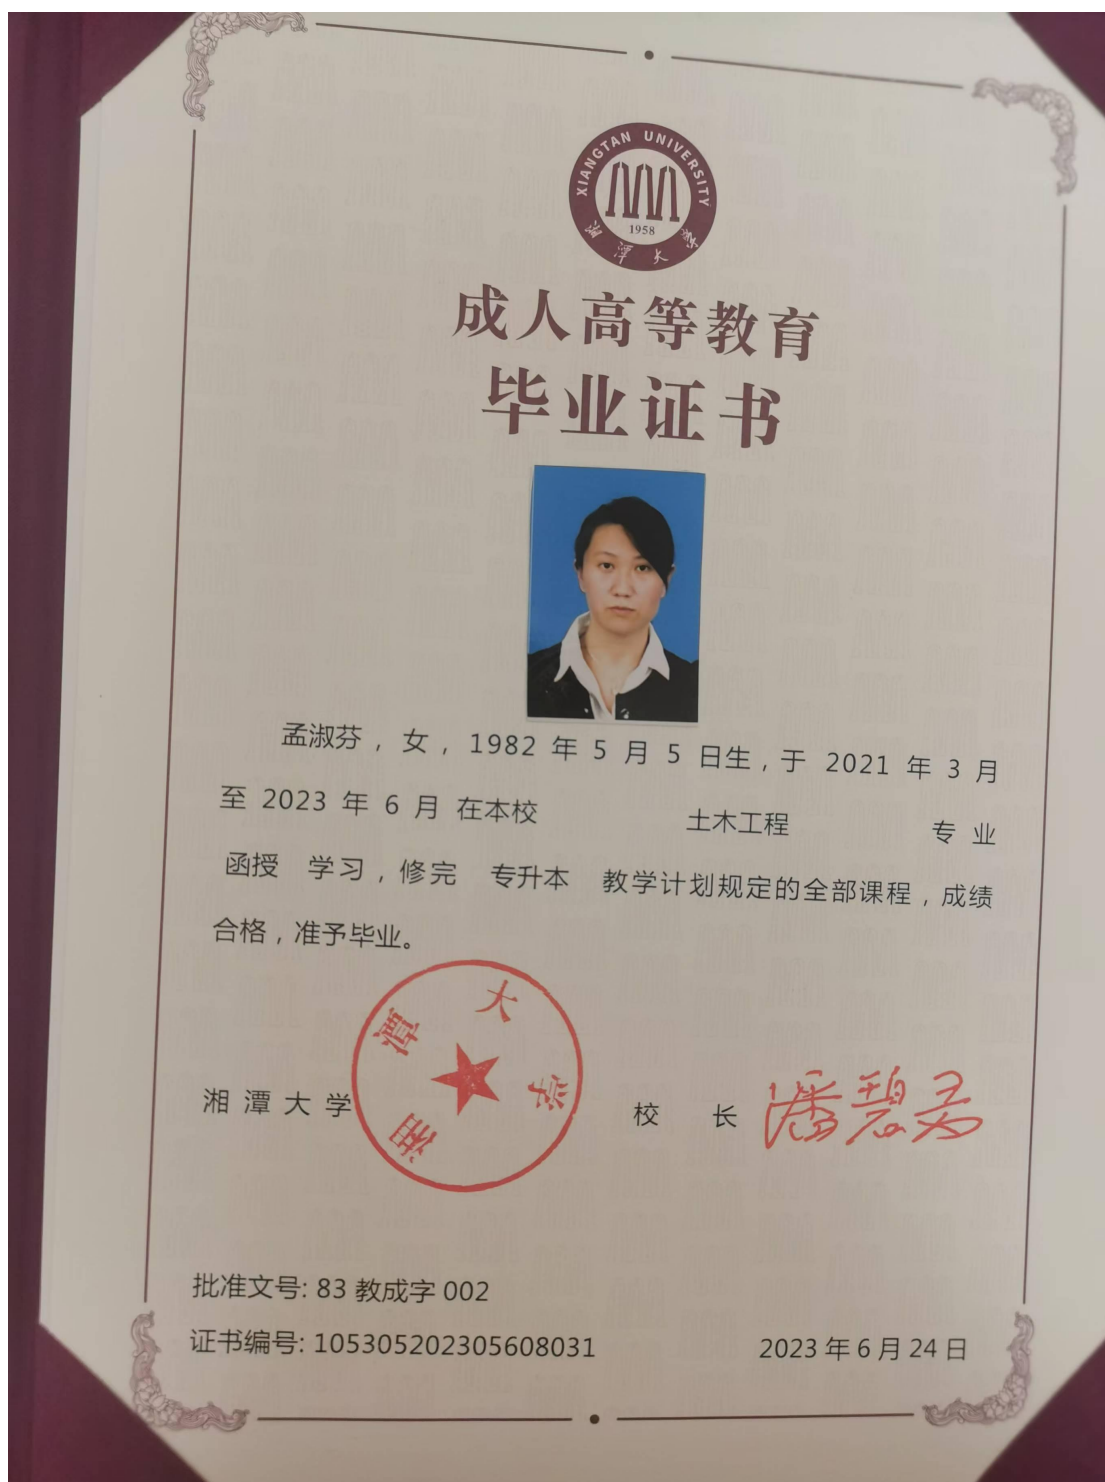 XIANGTAN UNIVERSITY
1958
湘潭大学
成人高等教育
毕业证书
孟淑芬，女，1982 年 5 月 5 日生，于 2021 年 3 月
至 2023 年 6 月 在本校 土木工程 专 业
函授 学习，修完 专升本 教学计划规定的全部课程，成绩
合格，准予毕业。
湘潭大学
湘 潭 大 学
校 长 潘碧灵
批准文号: 83 教成字 002
证书编号: 105305202305608031
2023 年 6 月 24 日